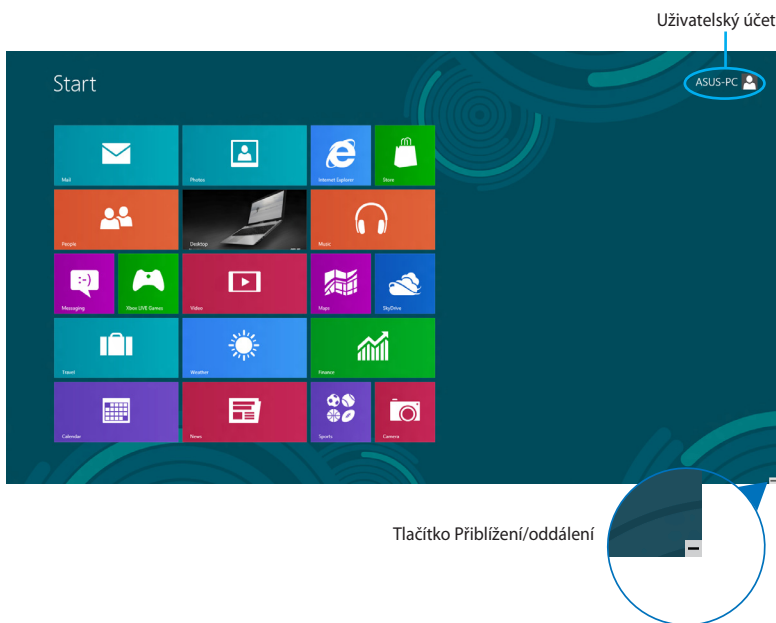 Uživatelský účet
Start
ASUS-PC
Mail
Photos
Internet Explorer
Store
People
Desktop
Music
Messaging
Xbox LIVE Games
Video
Maps
SkyDrive
Travel
Weather
Finance
Calendar
News
Sports
Camera
Tlačítko Přiblížení/oddálení